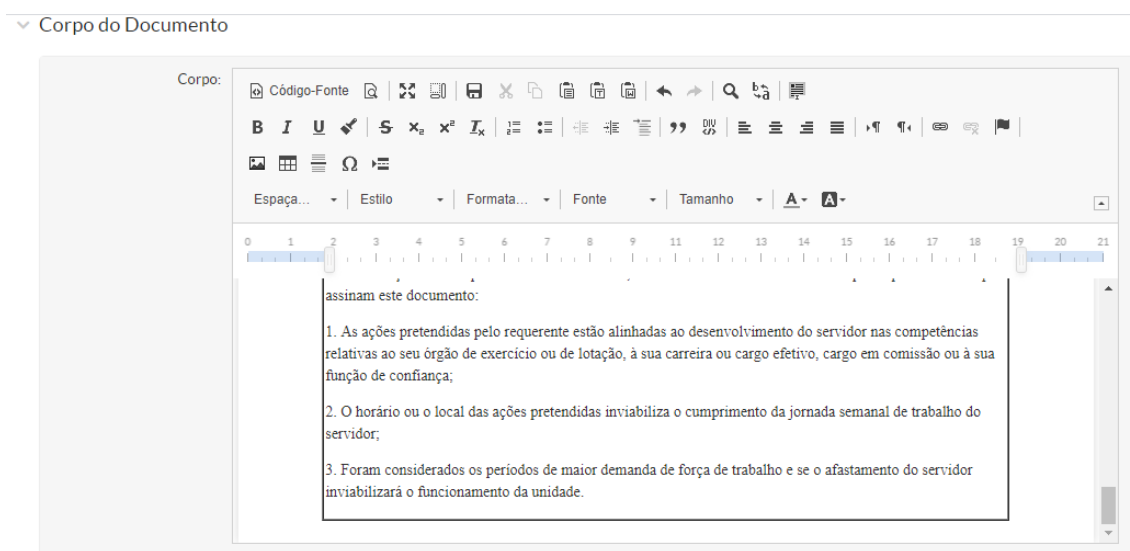 Corpo do Documento
Corpo:
Código-Fonte
Espaça... Estilo Formata... Fonte Tamanho A A
0 1 2 3 4 5 6 7 8 9 11 12 13 14 15 16 17 18 19 20 21
assinam este documento:
1. As ações pretendidas pelo requerente estão alinhadas ao desenvolvimento do servidor nas competências
relativas ao seu órgão de exercício ou de lotação, à sua carreira ou cargo efetivo, cargo em comissão ou à sua
função de confiança;
2. O horário ou o local das ações pretendidas inviabiliza o cumprimento da jornada semanal de trabalho do
servidor;
3. Foram considerados os períodos de maior demanda de força de trabalho e se o afastamento do servidor
inviabilizará o funcionamento da unidade.